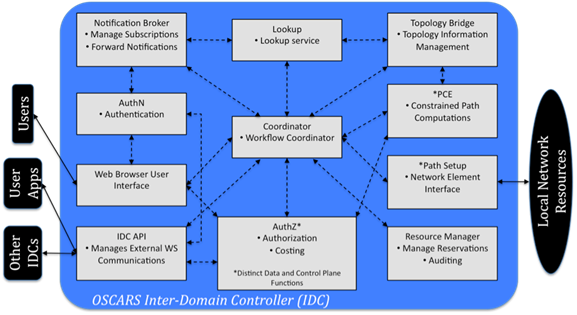 Notification Broker
• Manage Subscriptions
• Forward Notifications
Lookup
• Lookup service
Topology Bridge
• Topology Information
Management
AuthN
• Authentication
*PCE
• Constrained Path
Computations
Users
Coordinator
• Workflow Coordinator
Web Browser User
Interface
*Path Setup
• Network Element
Interface
Local Network
Resources
User
Apps
IDC API
• Manages External WS
Communications
AuthZ*
• Authorization
• Costing
*Distinct Data and Control Plane
Functions
Resource Manager
• Manage Reservations
• Auditing
Other
IDCs
OSCARS Inter-Domain Controller (IDC)